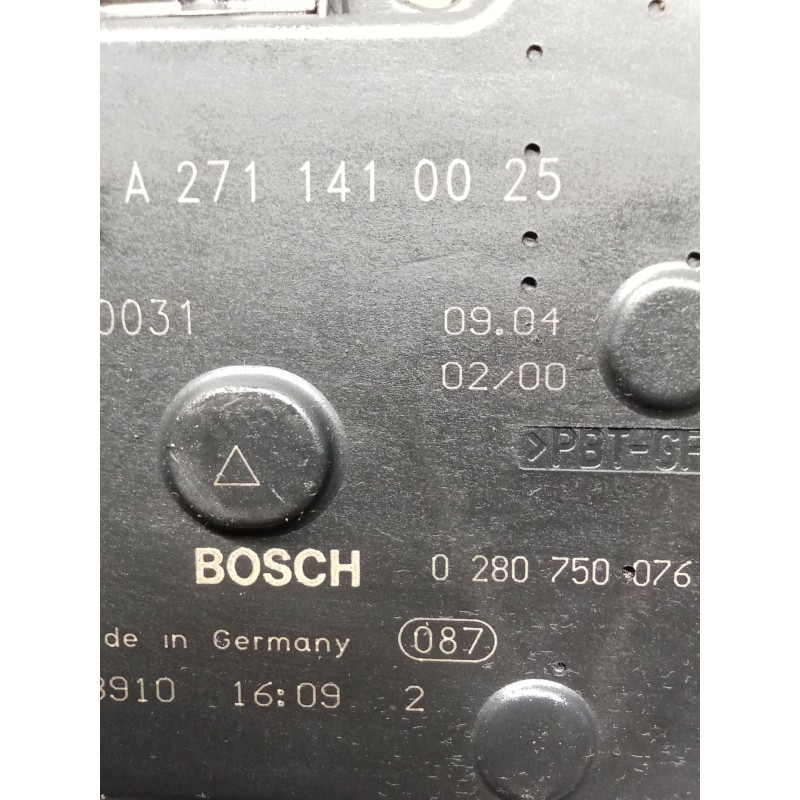 A 271 141 00 25
0031 09.04
02/00
>PBT-GF
BOSCH 0 280 750 076
de in Germany 087
8910 16:09 2